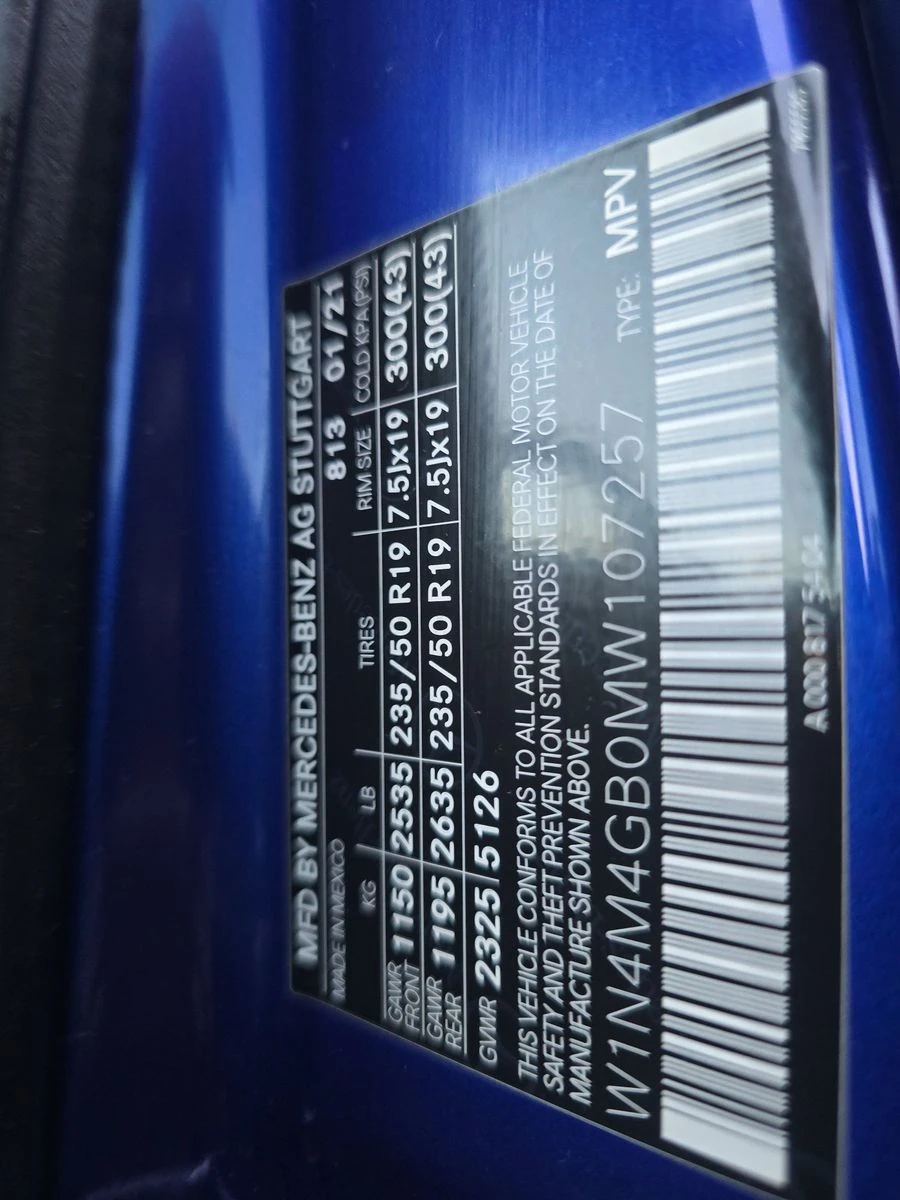 MFD BY MERCEDES-BENZ AG STUTTGART
MADE IN MEXICO 813 01/21
KG LB TIRES RIM SIZE COLD KPA(PSI)
GAWR FRONT 1150 2535 235/50 R19 7.5Jx19 300(43)
GAWR REAR 1195 2635 235/50 R19 7.5Jx19 300(43)
GVWR 2325 5126
THIS VEHICLE CONFORMS TO ALL APPLICABLE FEDERAL MOTOR VEHICLE
SAFETY AND THEFT PREVENTION STANDARDS IN EFFECT ON THE DATE OF
MANUFACTURE SHOWN ABOVE.
W1N4M4GB0MW107257 TYPE: MPV
A 000 817